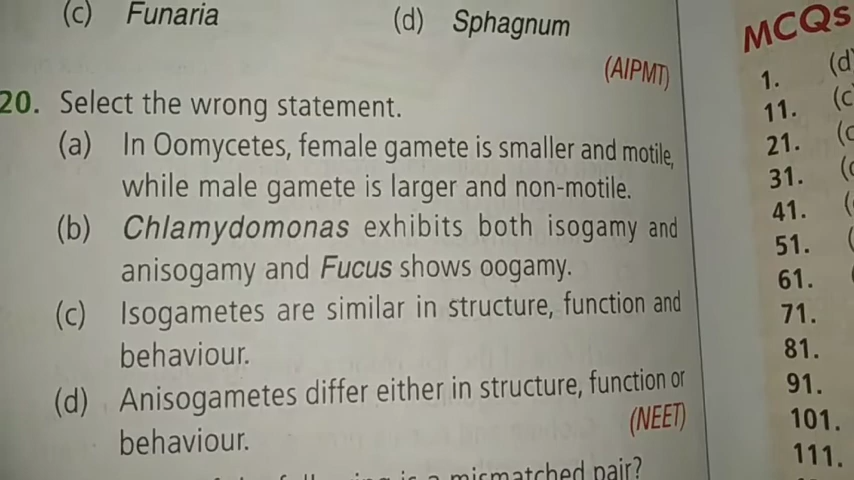 (c) Funaria (d) Sphagnum
(AIPMT)
20. Select the wrong statement.
(a) In Oomycetes, female gamete is smaller and motile,
while male gamete is larger and non-motile.
(b) Chlamydomonas exhibits both isogamy and
anisogamy and Fucus shows oogamy.
(c) Isogametes are similar in structure, function and
behaviour.
(d) Anisogametes differ either in structure, function or
behaviour. (NEET)
is a mismatched pair?
MCQs
1. (d
11. (c
21. (
31. (
41. (
51. (
61.
71.
81.
91.
101.
111.